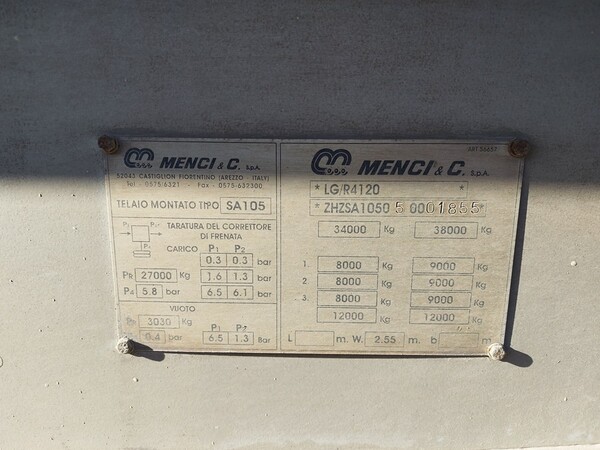 MENCI & C. S.p.A.
52043 CASTIGLION FIORENTINO (AREZZO - ITALY)
Tel. - 0575/6321 - Fax - 0575-632300
TELAIO MONTATO TIPO SA105
TARATURA DEL CORRETTORE
DI FRENATA
CARICO P1 P2
0.3 0.3 bar
PR 27000 Kg 1.6 1.3 bar
P4 5.8 bar 6.5 6.1 bar
VUOTO
3030 Kg P1 P2
0.4 bar 6.5 1.3 Bar
ART.50657
MENCI & C. S.p.A.
* LG/R4120 *
* ZHZSA1050 5 0001855 *
34000 Kg 38000 Kg
1. 8000 Kg 9000 Kg
2. 8000 Kg 9000 Kg
3. 8000 Kg 9000 Kg
12000 Kg 12000 Kg
L m. W. 2.55 m. b m